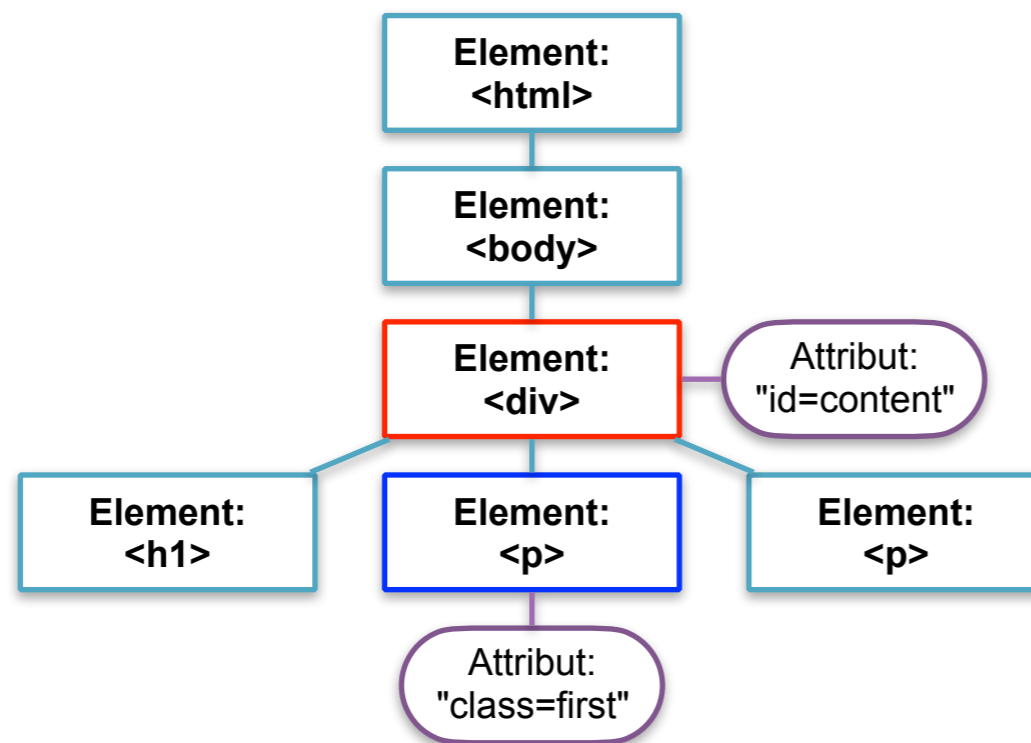 Element:
<html>
Element:
<body>
Element:
<div>
Attribut:
"id=content"
Element:
<h1>
Element:
<p>
Element:
<p>
Attribut:
"class=first"